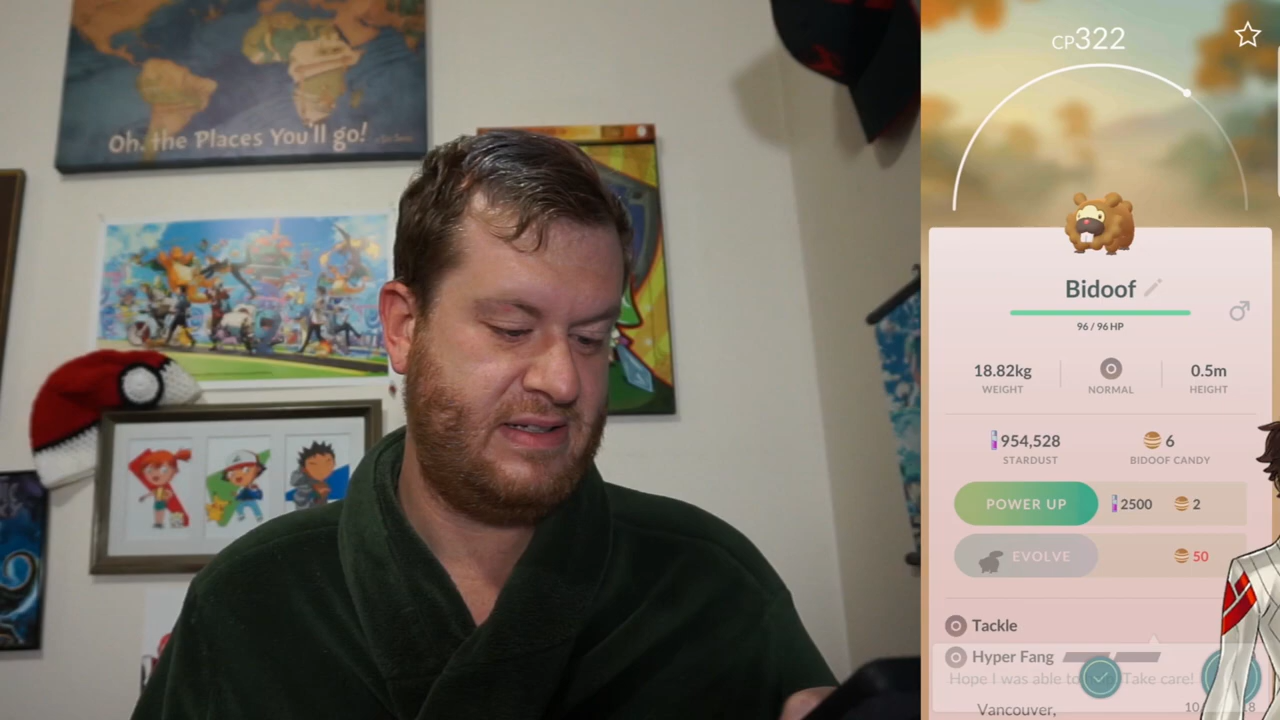 Oh, the Places You'll go!
CP322
Bidoof
96 / 96 HP
18.82kg
WEIGHT
NORMAL
0.5m
HEIGHT
954,528
STARDUST
6
BIDOOF CANDY
POWER UP
2500
2
EVOLVE
50
Tackle
Hyper Fang
Hope I was able to
Take care!
Vancouver,